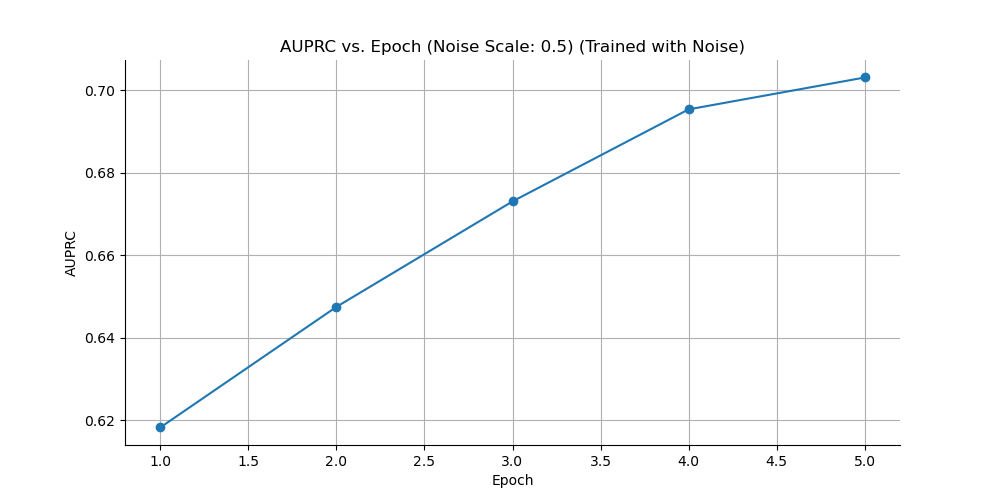 AUPRC vs. Epoch (Noise Scale: 0.5) (Trained with Noise)
AUPRC
0.70
0.68
0.66
0.64
0.62
1.0 1.5 2.0 2.5 3.0 3.5 4.0 4.5 5.0
Epoch